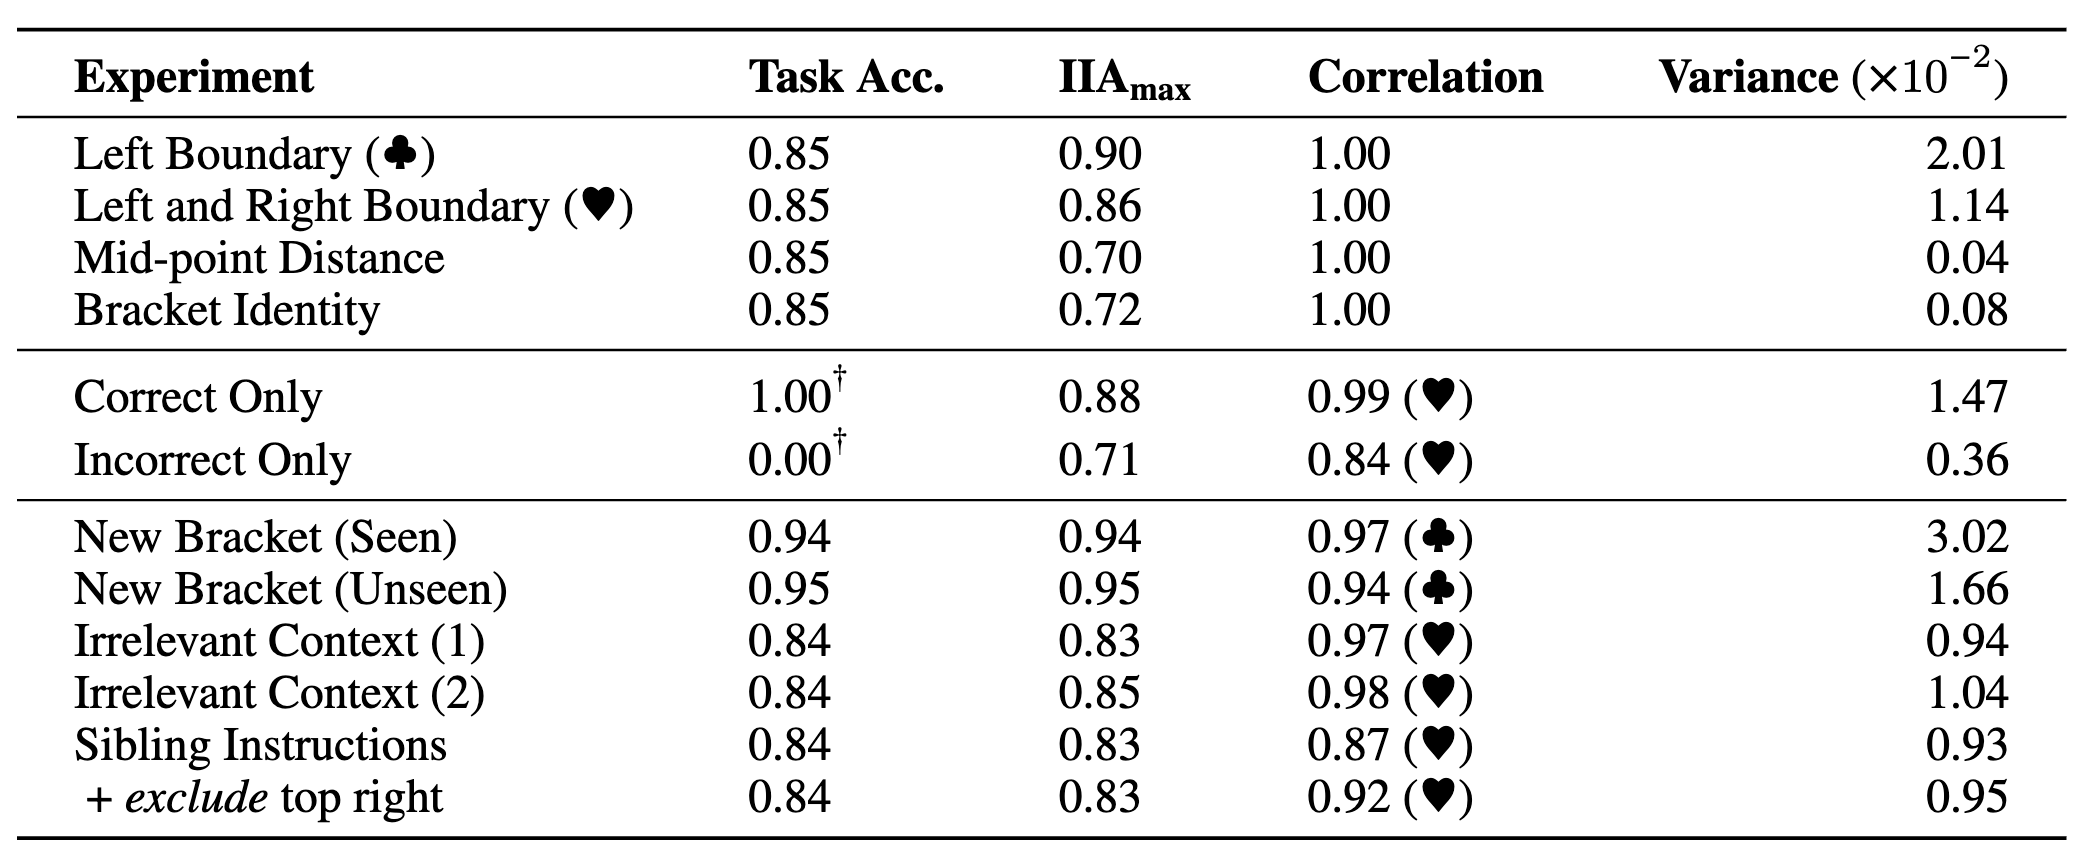 Experiment Task Acc. IIAmax Correlation Variance (×10⁻²)
Left Boundary (♣) 0.85 0.90 1.00 2.01
Left and Right Boundary (♥) 0.85 0.86 1.00 1.14
Mid-point Distance 0.85 0.70 1.00 0.04
Bracket Identity 0.85 0.72 1.00 0.08
Correct Only 1.00† 0.88 0.99 (♥) 1.47
Incorrect Only 0.00† 0.71 0.84 (♥) 0.36
New Bracket (Seen) 0.94 0.94 0.97 (♣) 3.02
New Bracket (Unseen) 0.95 0.95 0.94 (♣) 1.66
Irrelevant Context (1) 0.84 0.83 0.97 (♥) 0.94
Irrelevant Context (2) 0.84 0.85 0.98 (♥) 1.04
Sibling Instructions 0.84 0.83 0.87 (♥) 0.93
+ exclude top right 0.84 0.83 0.92 (♥) 0.95